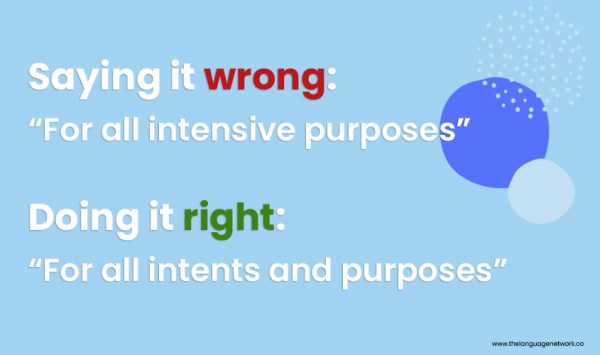 Saying it wrong:
“For all intensive purposes”
Doing it right:
“For all intents and purposes”
www.thelanguagenetwork.co